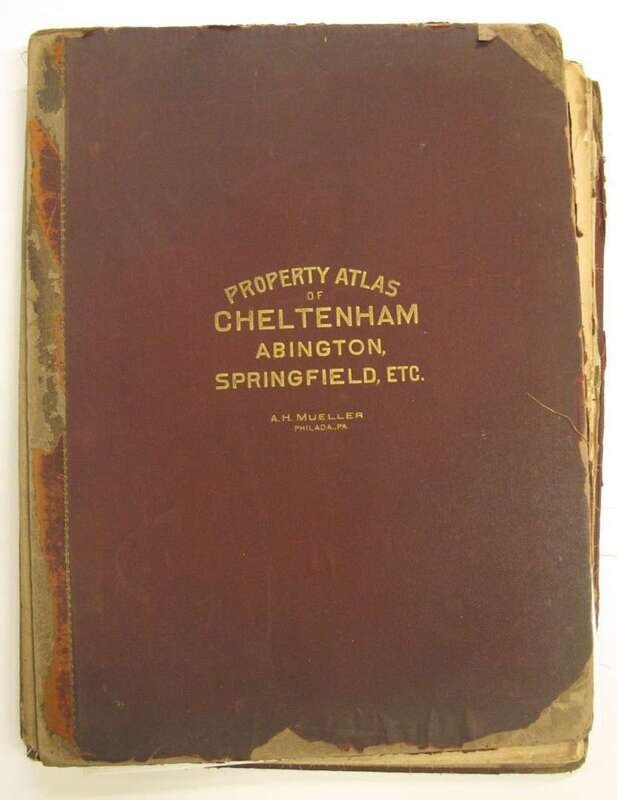 PROPERTY ATLAS
OF
CHELTENHAM
ABINGTON,
SPRINGFIELD, ETC.
A.H. MUELLER
PHILADA., PA.